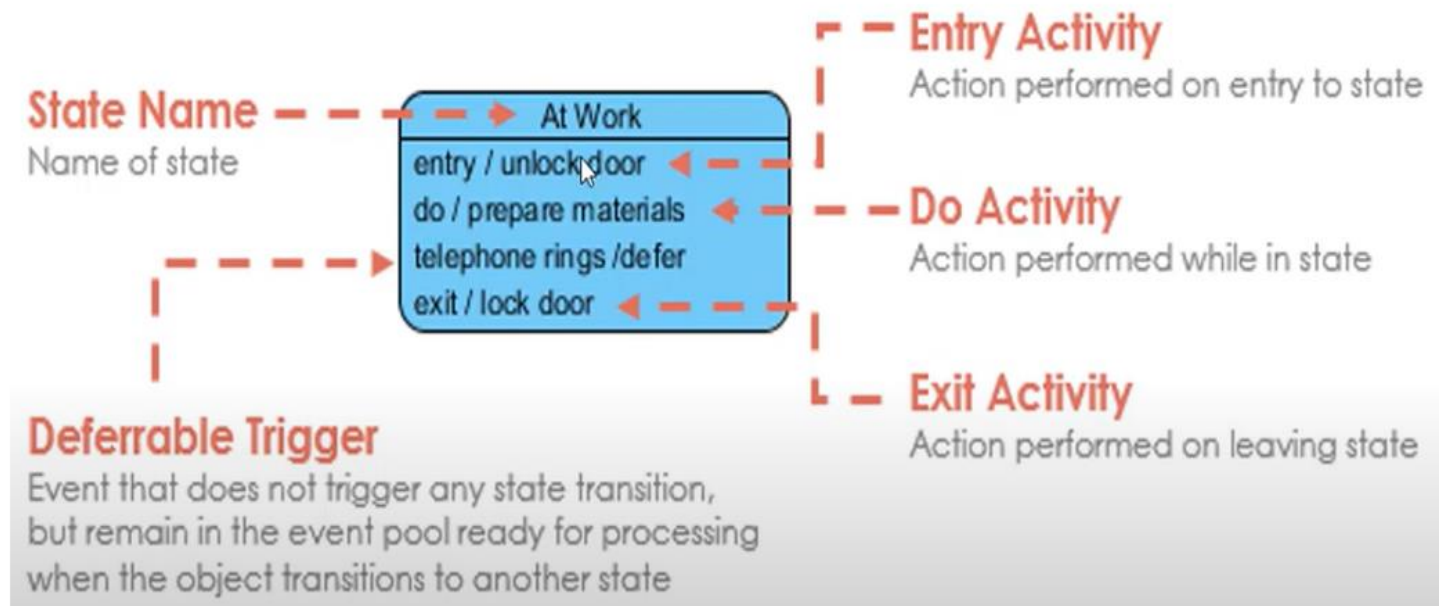 State Name
Name of state
At Work
entry / unlock door
do / prepare materials
telephone rings /defer
exit / lock door
Entry Activity
Action performed on entry to state
Do Activity
Action performed while in state
Exit Activity
Action performed on leaving state
Deferrable Trigger
Event that does not trigger any state transition,
but remain in the event pool ready for processing
when the object transitions to another state